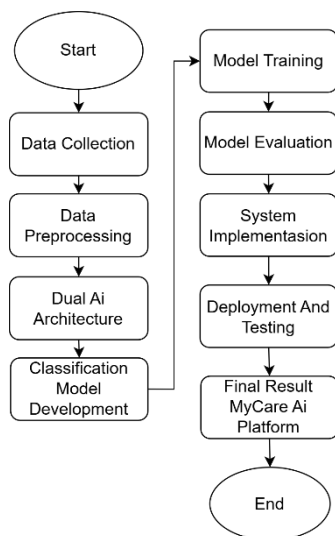 Start
Data Collection
Data
Preprocessing
Dual Ai
Architecture
Classification
Model
Development
Model Training
Model Evaluation
System
Implementasion
Deployment And
Testing
Final Result
MyCare Ai
Platform
End